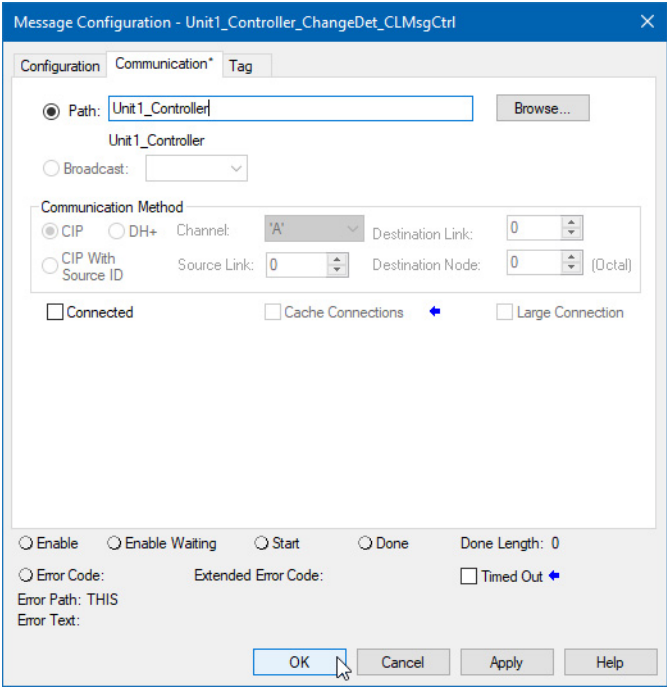 Message Configuration - Unit1_Controller_ChangeDet_CLMsgCtrl
Configuration Communication* Tag
Path: Unit1_Controller Browse...
Unit1_Controller
Broadcast:
Communication Method
CIP DH+ Channel: 'A' Destination Link: 0
CIP With Source ID Source Link: 0 Destination Node: 0 (Octal)
Connected Cache Connections Large Connection
Enable Enable Waiting Start Done Done Length: 0
Error Code: Extended Error Code: Timed Out
Error Path: THIS
Error Text:
OK Cancel Apply Help